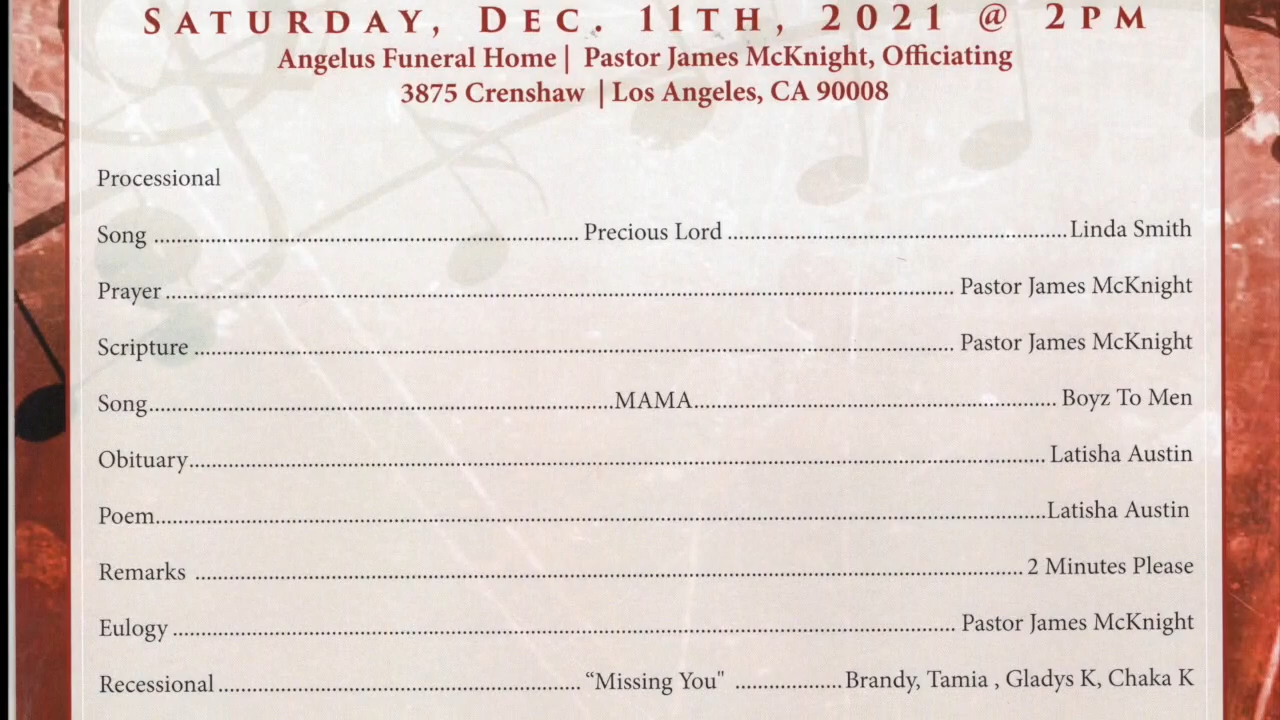 SATURDAY, DEC. 11TH, 2021 @ 2PM
Angelus Funeral Home | Pastor James McKnight, Officiating
3875 Crenshaw | Los Angeles, CA 90008
Processional
Song ........................ Precious Lord ........................ Linda Smith
Prayer ........................ Pastor James McKnight
Scripture ........................ Pastor James McKnight
Song........................MAMA........................ Boyz To Men
Obituary........................ Latisha Austin
Poem........................Latisha Austin
Remarks ........................ 2 Minutes Please
Eulogy ........................ Pastor James McKnight
Recessional ........................ “Missing You" ........................ Brandy, Tamia , Gladys K, Chaka K